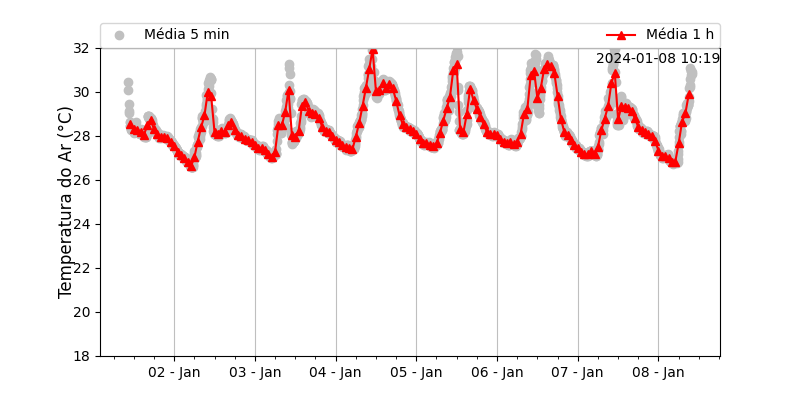 Média 5 min
Média 1 h
2024-01-08 10:19
Temperatura do Ar (°C)
32
30
28
26
24
22
20
18
02 - Jan
03 - Jan
04 - Jan
05 - Jan
06 - Jan
07 - Jan
08 - Jan